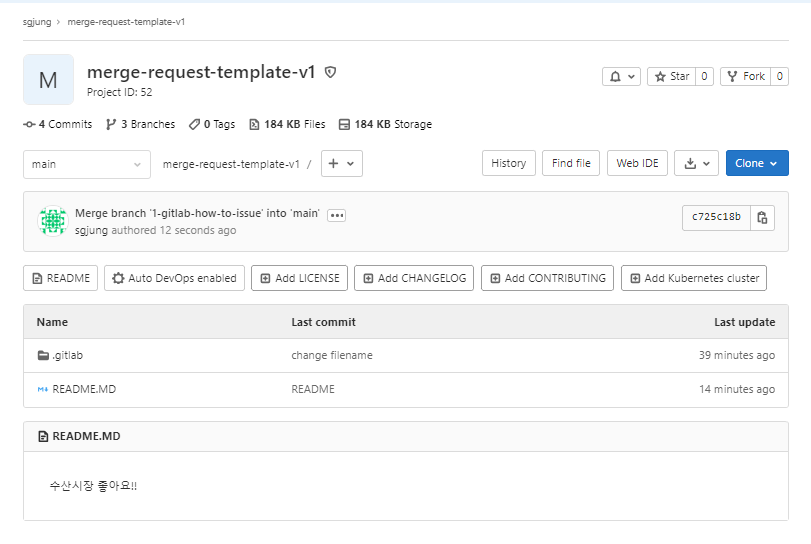 sgjung › merge-request-template-v1
M
merge-request-template-v1
Project ID: 52
Star 0
Fork 0
4 Commits 3 Branches 0 Tags 184 KB Files 184 KB Storage
main merge-request-template-v1 / + History Find file Web IDE Clone
Merge branch '1-gitlab-how-to-issue' into 'main' •••
sgjung authored 12 seconds ago
c725c18b
README Auto DevOps enabled Add LICENSE Add CHANGELOG Add CONTRIBUTING Add Kubernetes cluster
Name Last commit Last update
.gitlab change filename 39 minutes ago
README.MD README 14 minutes ago
README.MD
수산시장 좋아요!!